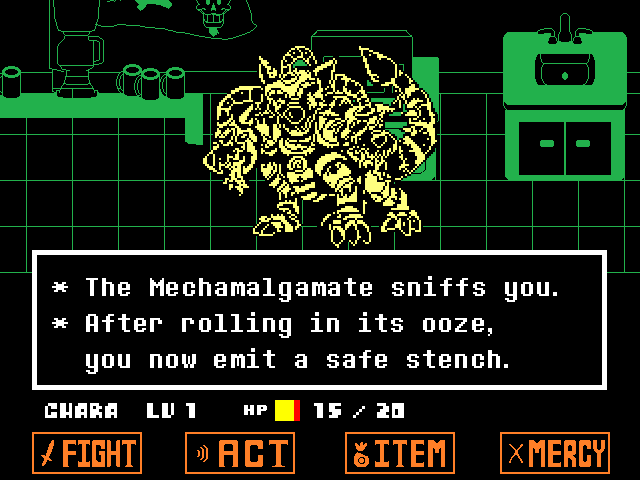 * The Mechamalgamate sniffs you.
* After rolling in its ooze,
you now emit a safe stench.
CHARA LV 1 HP 15 / 20
FIGHT ACT ITEM MERCY